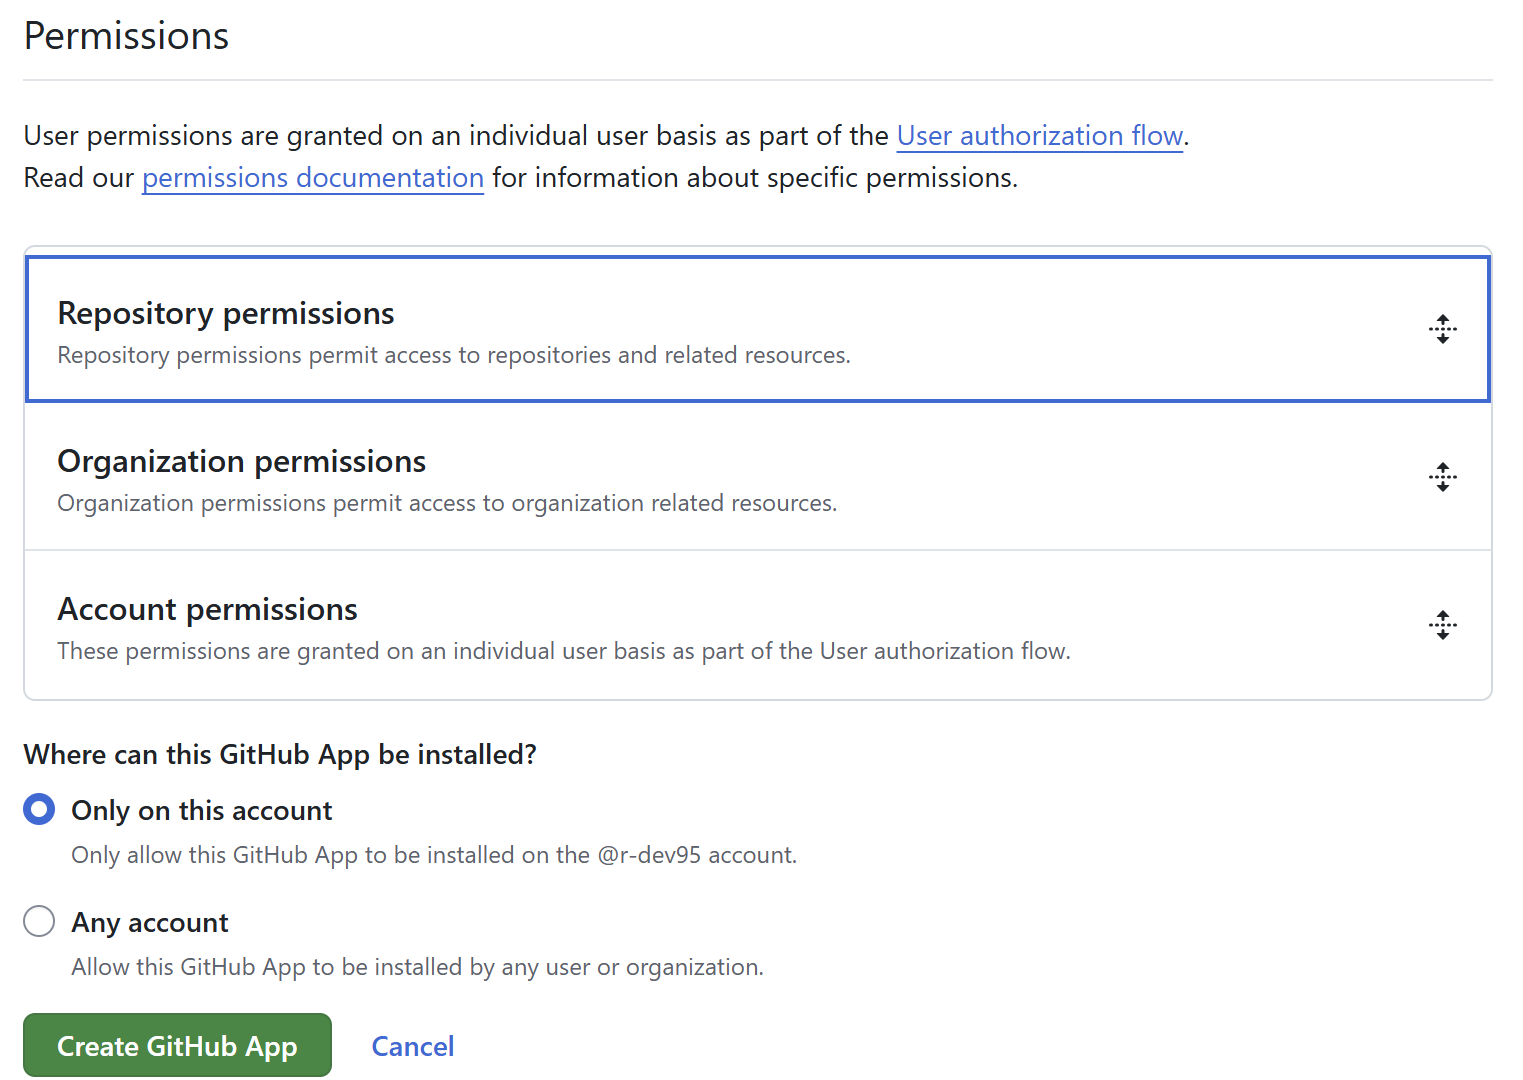 Permissions
User permissions are granted on an individual user basis as part of the User authorization flow.
Read our permissions documentation for information about specific permissions.
Repository permissions
Repository permissions permit access to repositories and related resources.
Organization permissions
Organization permissions permit access to organization related resources.
Account permissions
These permissions are granted on an individual user basis as part of the User authorization flow.
Where can this GitHub App be installed?
Only on this account
Only allow this GitHub App to be installed on the @r-dev95 account.
Any account
Allow this GitHub App to be installed by any user or organization.
Create GitHub App Cancel